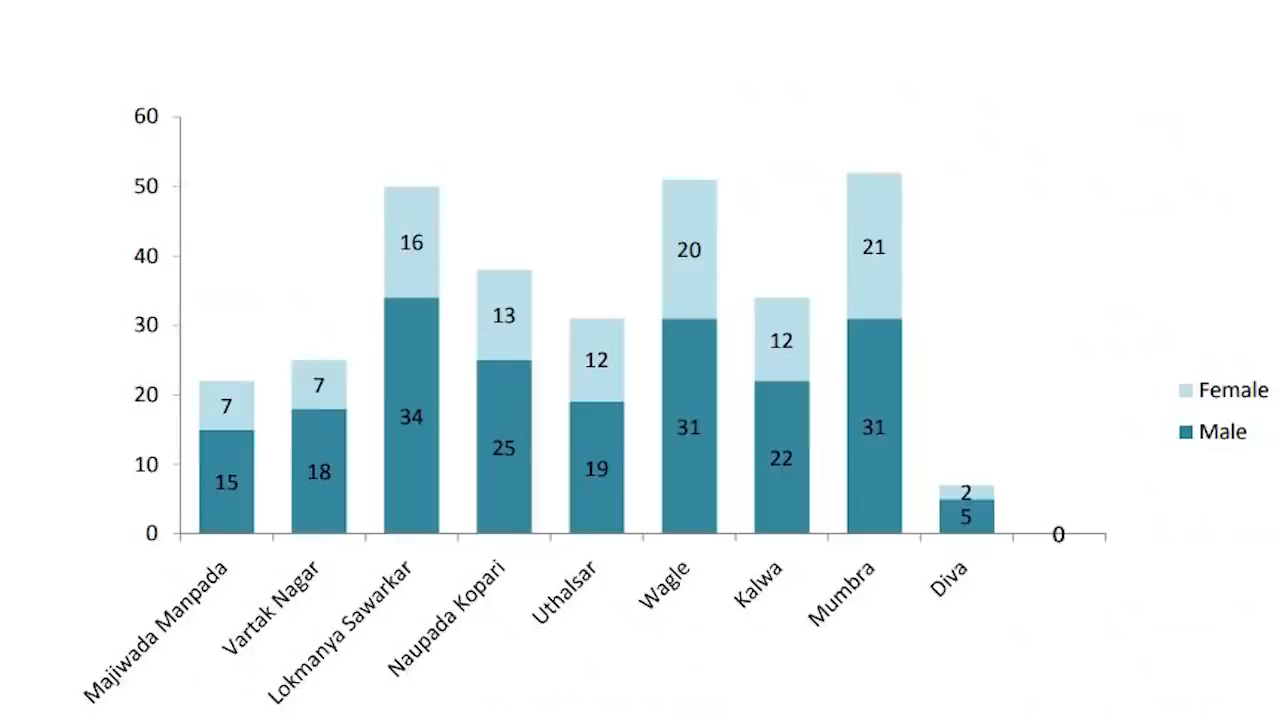 60
50
40
30
20
10
0
7
15
7
18
16
34
13
25
12
19
20
31
12
22
21
31
2
5
0
Majiwada Manpada
Vartak Nagar
Lokmanya Sawarkar
Naupada Kopari
Uthalsar
Wagle
Kalwa
Mumbra
Diva
Female
Male